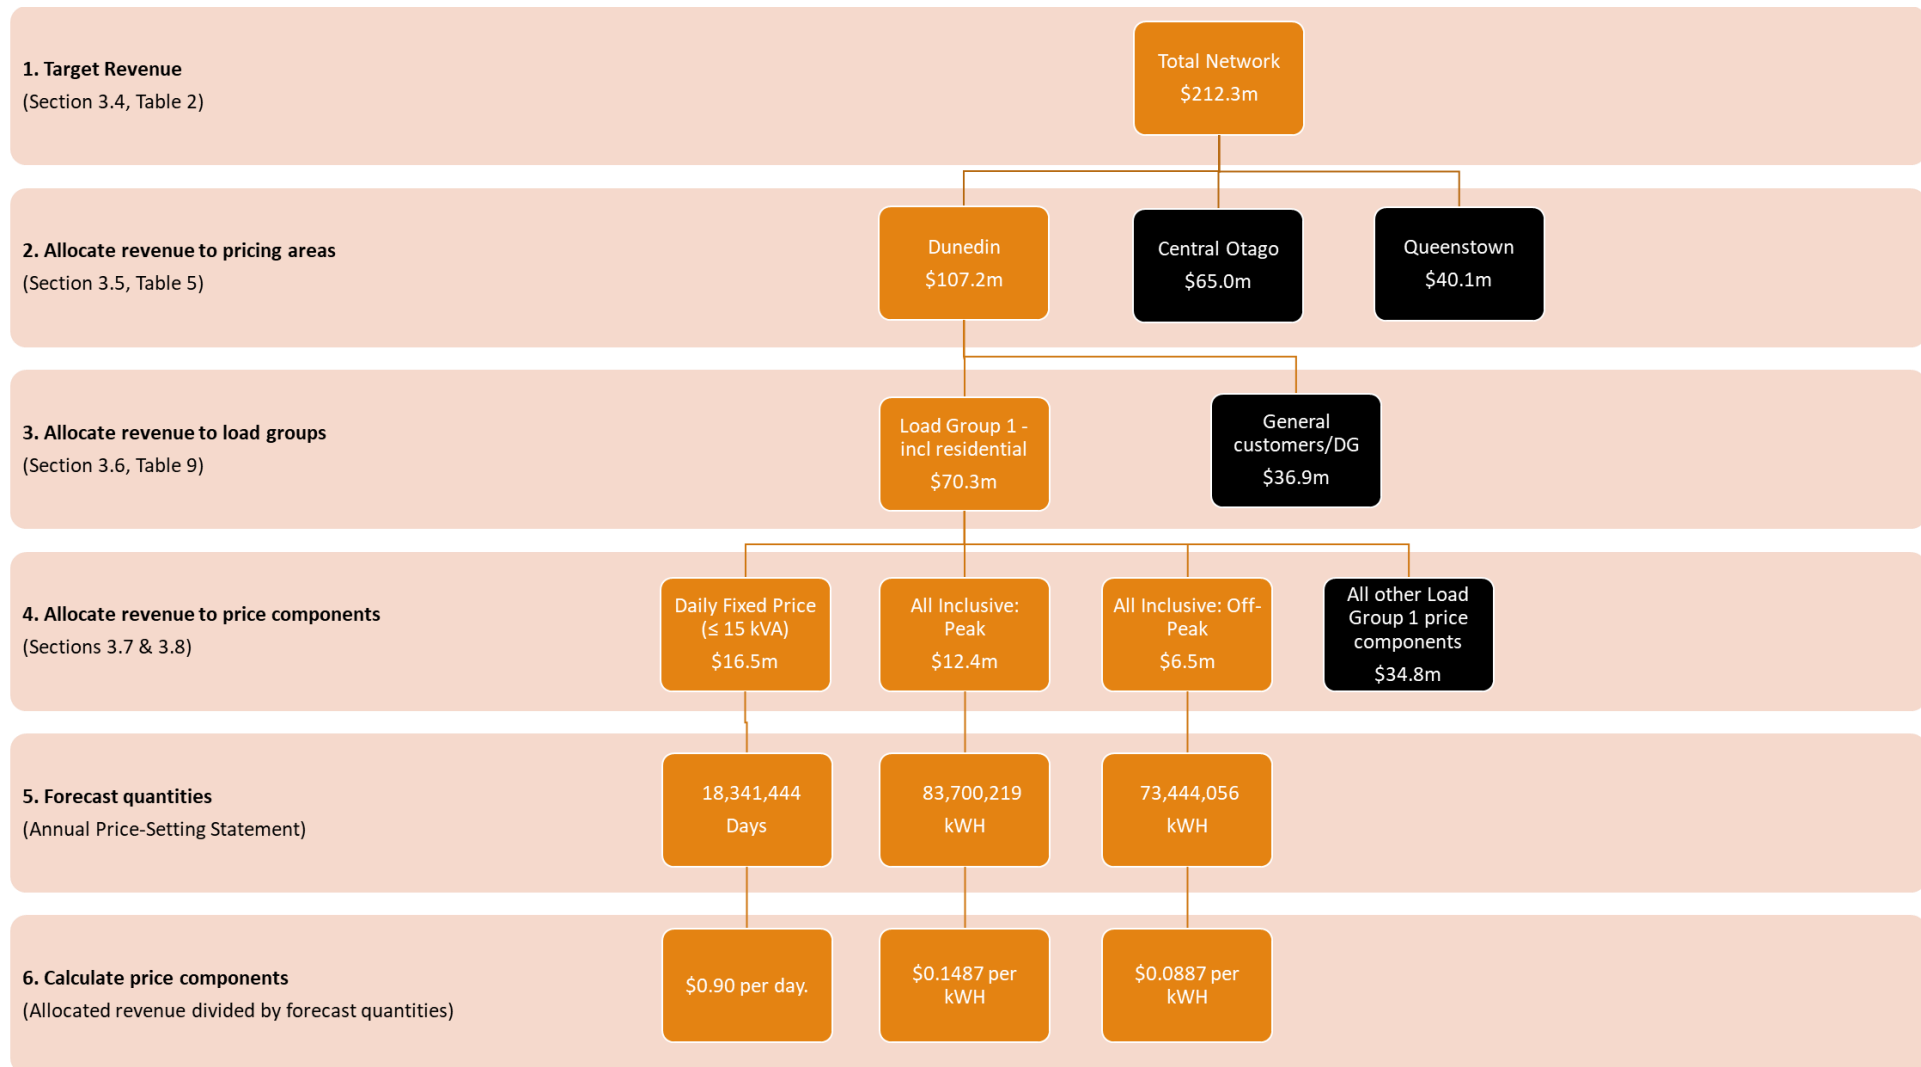 1. Target Revenue
(Section 3.4, Table 2)
Total Network
$212.3m
2. Allocate revenue to pricing areas
(Section 3.5, Table 5)
Dunedin
$107.2m
Central Otago
$65.0m
Queenstown
$40.1m
3. Allocate revenue to load groups
(Section 3.6, Table 9)
Load Group 1 -
incl residential
$70.3m
General
customers/DG
$36.9m
4. Allocate revenue to price components
(Sections 3.7 & 3.8)
Daily Fixed Price
(≤ 15 kVA)
$16.5m
All Inclusive:
Peak
$12.4m
All Inclusive: Off-
Peak
$6.5m
All other Load
Group 1 price
components
$34.8m
5. Forecast quantities
(Annual Price-Setting Statement)
18,341,444
Days
83,700,219
kWH
73,444,056
kWH
6. Calculate price components
(Allocated revenue divided by forecast quantities)
$0.90 per day.
$0.1487 per
kWH
$0.0887 per
kWH